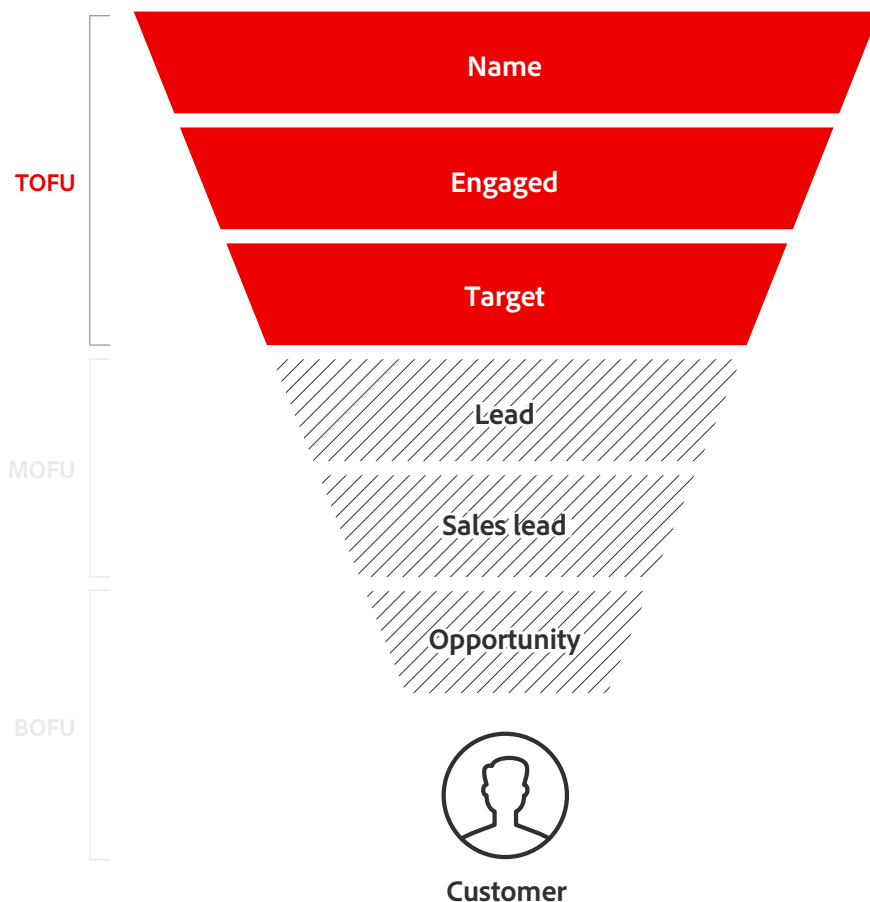 Name
Engaged
TOFU
Target
Lead
MOFU
Sales lead
Opportunity
BOFU
Customer